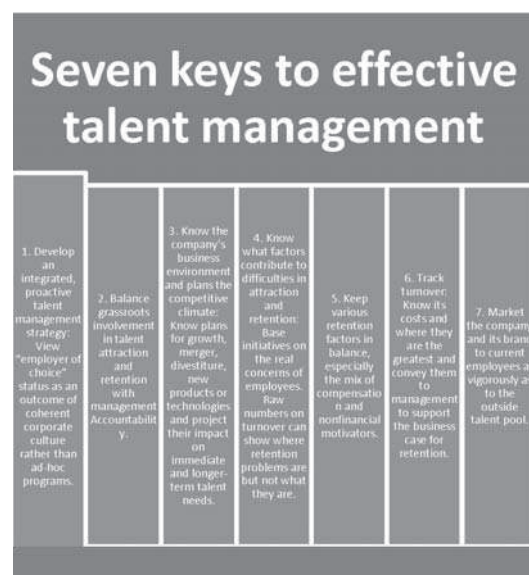 Seven keys to effective
talent management
1. Develop
an
integrated,
proactive
talent
management
strategy:
View
"employer of
choice"
status as an
outcome of
coherent
corporate
culture
rather than
ad-hoc
programs.
2. Balance
grassroots
involvement
in talent
attraction
and
retention
with
management
Accountabilit
y.
3. Know the
company's
business
environment
and plans the
competitive
climate:
Know plans
for growth,
merger,
divestiture,
new
products or
technologies
and project
their impact
on
immediate
and longer-
term talent
needs.
4. Know
what factors
contribute to
difficulties in
attraction
and
retention:
Base
initiatives on
the real
concerns of
employees.
Raw
numbers on
turnover can
show where
retention
problems are
but not what
they are.
5. Keep
various
retention
factors in
balance,
especially
the mix of
compensatio
n and
nonfinancial
motivators.
6. Track
turnover:
Know its
costs and
where they
are the
greatest and
convey them
to
management
to support
the business
case for
retention.
7. Market
the company
and its brand
to current
employees as
vigorously as
to the
outside
talent pool.